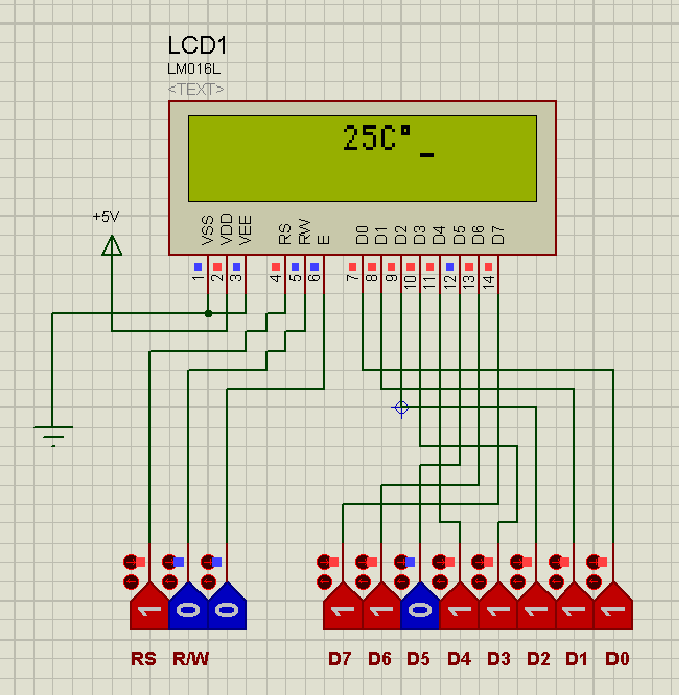 LCD1
LM016L
<TEXT>
25C°_
+5V
VSS VDD VEE RS RW E D0 D1 D2 D3 D4 D5 D6 D7
1 2 3 4 5 6 7 8 9 10 11 12 13 14
1 0 0 1 1 0 1 1 1 1 1
RS R/W D7 D6 D5 D4 D3 D2 D1 D0